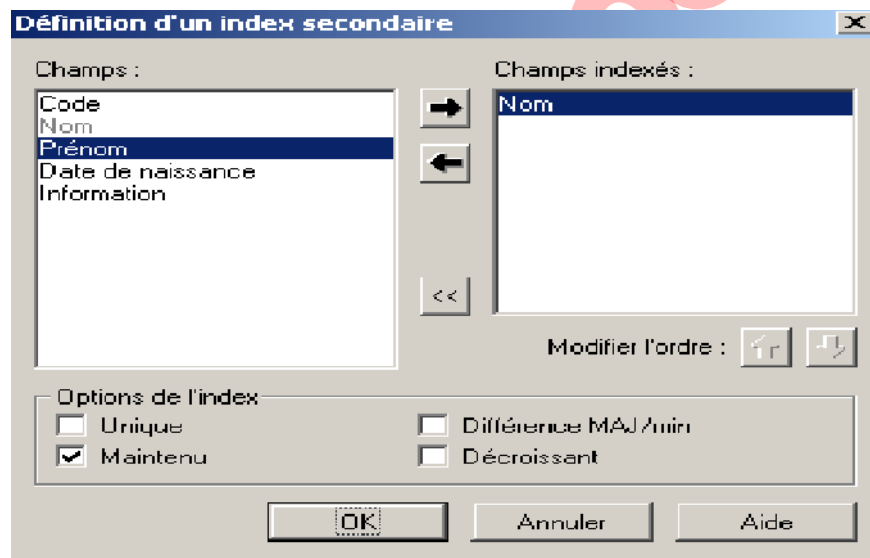 Définition d'un index secondaire
Champs :
Code
Nom
Prénom
Date de naissance
Information
<<
Champs indexés :
Nom
Modifier l'ordre :
Options de l'index
Unique
Différence MAJ/min
Maintenu
Décroissant
OK
Annuler
Aide